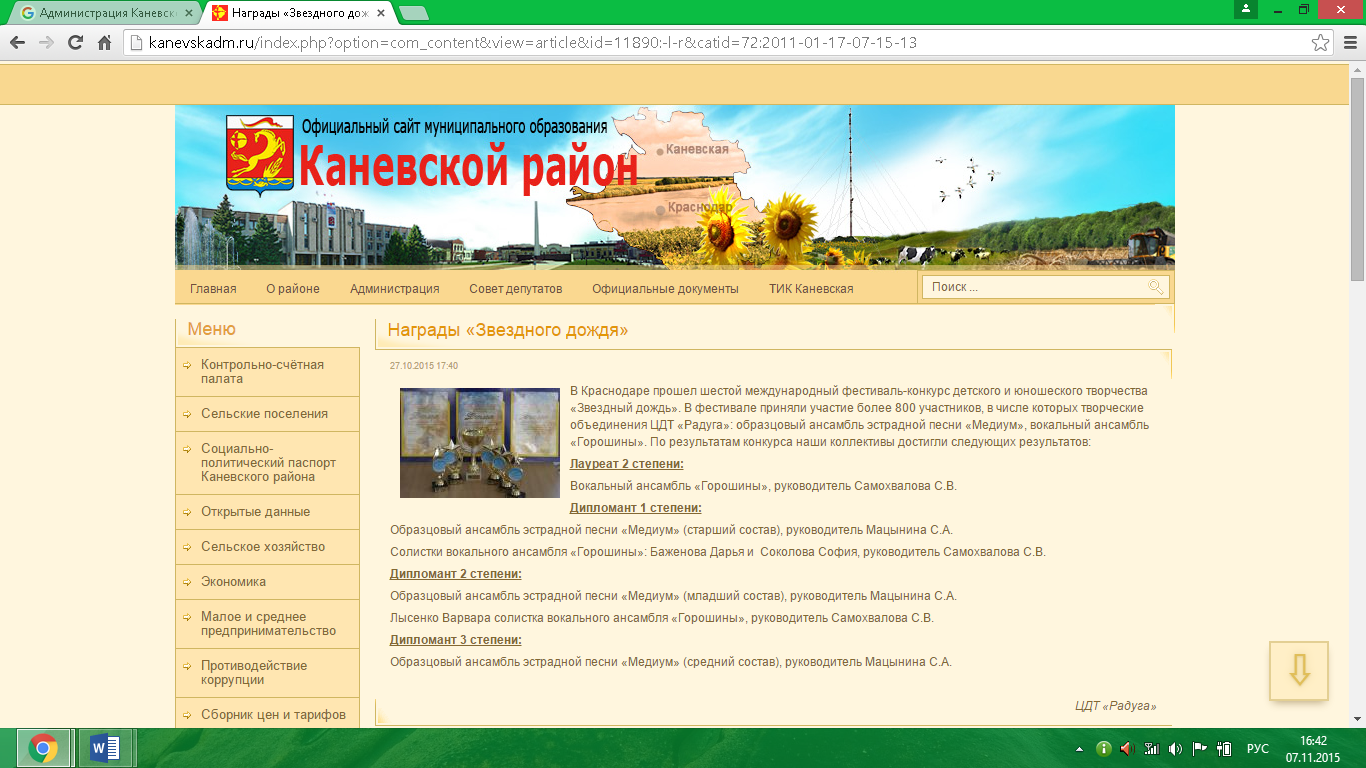 Администрация Каневск
Награды «Звездного дож
kanevskadm.ru/index.php?option=com_content&view=article&id=11890:-l-r&catid=72:2011-01-17-07-15-13
Официальный сайт муниципального образования
Каневской район
Каневская
Краснодар
Главная О районе Администрация Совет депутатов Официальные документы ТИК Каневская Поиск ...
Меню
Контрольно-счётная
палата
Сельские поселения
Социально-
политический паспорт
Каневского района
Открытые данные
Сельское хозяйство
Экономика
Малое и среднее
предпринимательство
Противодействие
коррупции
Сборник цен и тарифов
Награды «Звездного дождя»
27.10.2015 17:40
В Краснодаре прошел шестой международный фестиваль-конкурс детского и юношеского творчества
«Звездный дождь». В фестивале приняли участие более 800 участников, в числе которых творческие
объединения ЦДТ «Радуга»: образцовый ансамбль эстрадной песни «Медиум», вокальный ансамбль
«Горошины». По результатам конкурса наши коллективы достигли следующих результатов:
Лауреат 2 степени:
Вокальный ансамбль «Горошины», руководитель Самохвалова С.В.
Дипломант 1 степени:
Образцовый ансамбль эстрадной песни «Медиум» (старший состав), руководитель Мацынина С.А.
Солистки вокального ансамбля «Горошины»: Баженова Дарья и Соколова София, руководитель Самохвалова С.В.
Дипломант 2 степени:
Образцовый ансамбль эстрадной песни «Медиум» (младший состав), руководитель Мацынина С.А.
Лысенко Варвара солистка вокального ансамбля «Горошины», руководитель Самохвалова С.В.
Дипломант 3 степени:
Образцовый ансамбль эстрадной песни «Медиум» (средний состав), руководитель Мацынина С.А.
ЦДТ «Радуга»
РУС
16:42
07.11.2015